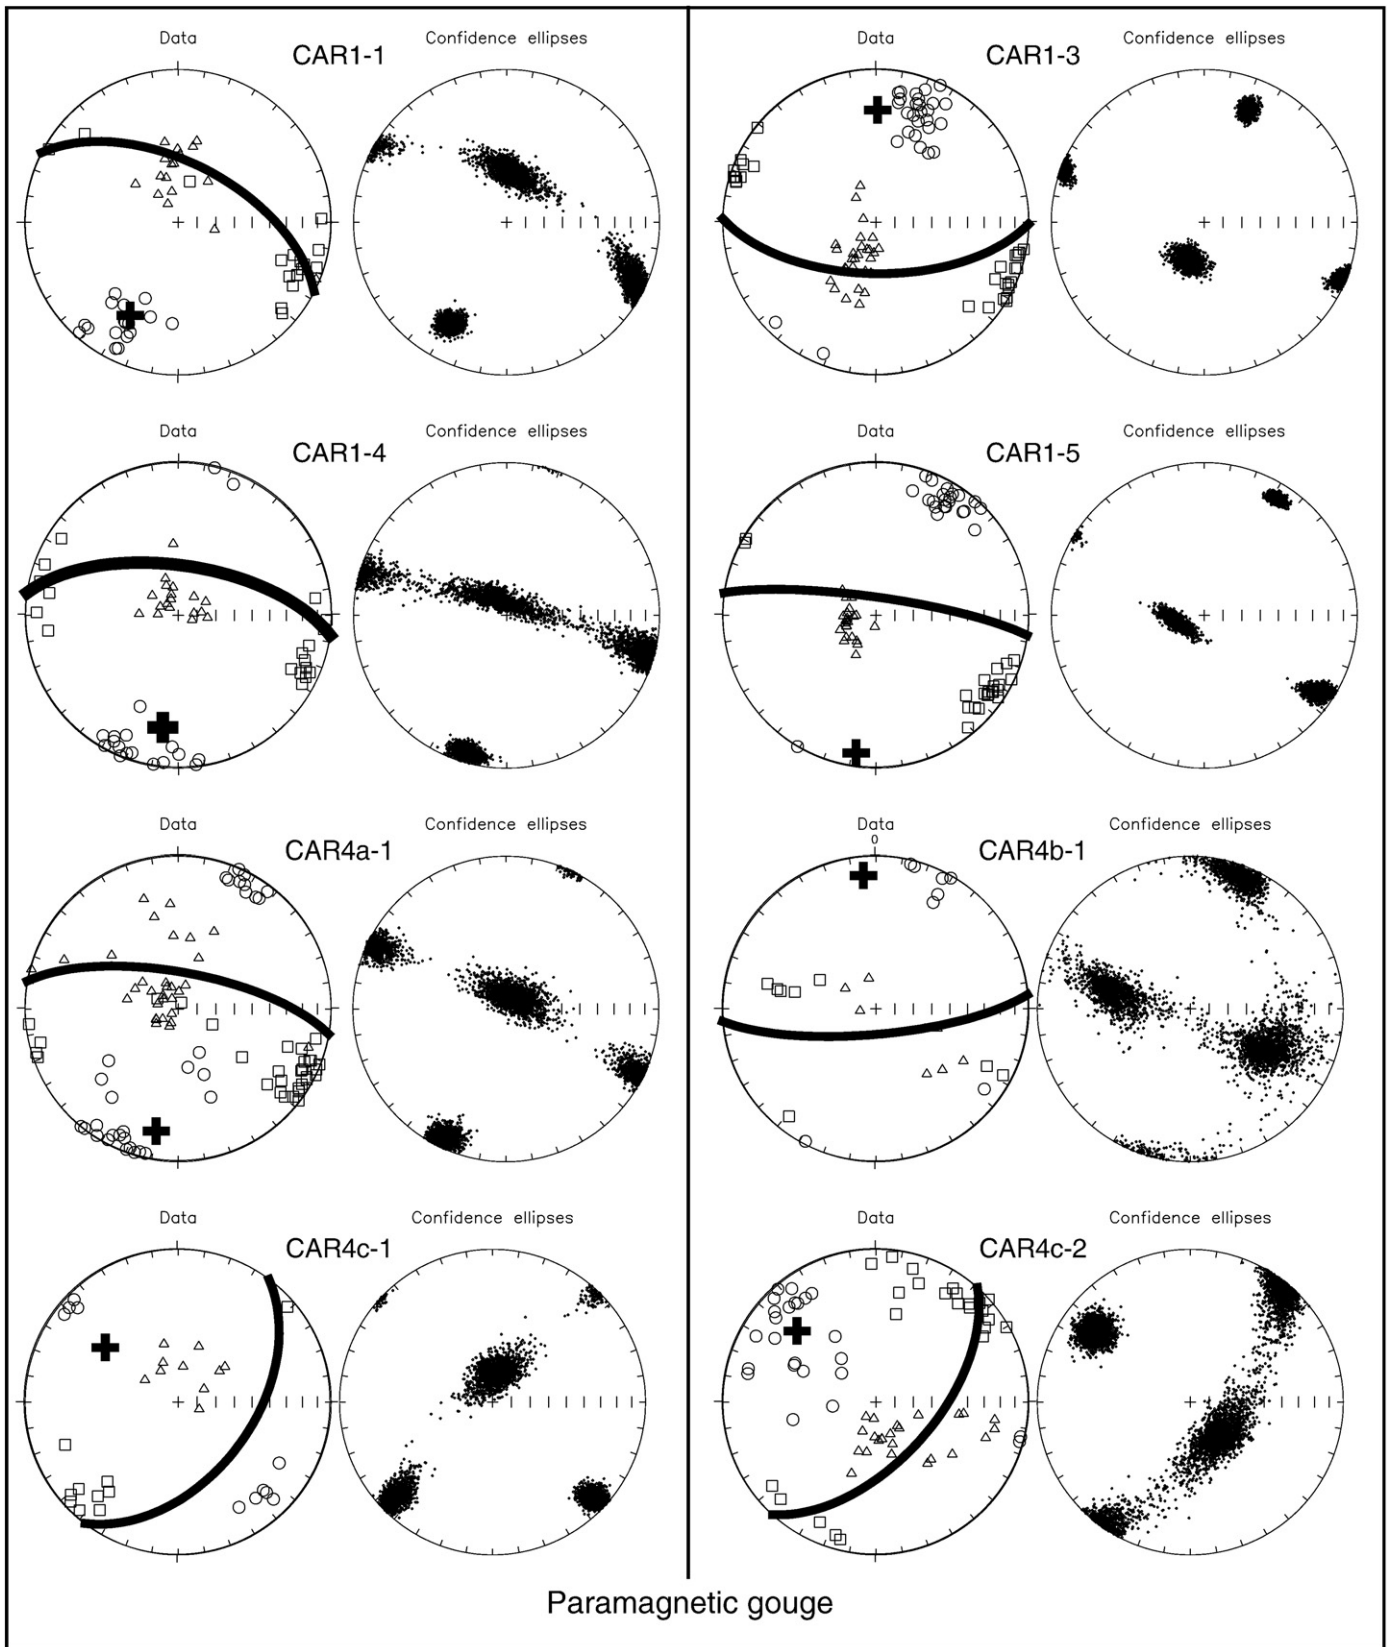 Data CAR1-1 Confidence ellipses
Data CAR1-3 Confidence ellipses
Data CAR1-4 Confidence ellipses
Data CAR1-5 Confidence ellipses
Data CAR4a-1 Confidence ellipses
Data CAR4b-1 Confidence ellipses
0
Data CAR4c-1 Confidence ellipses
Data CAR4c-2 Confidence ellipses
Paramagnetic gouge